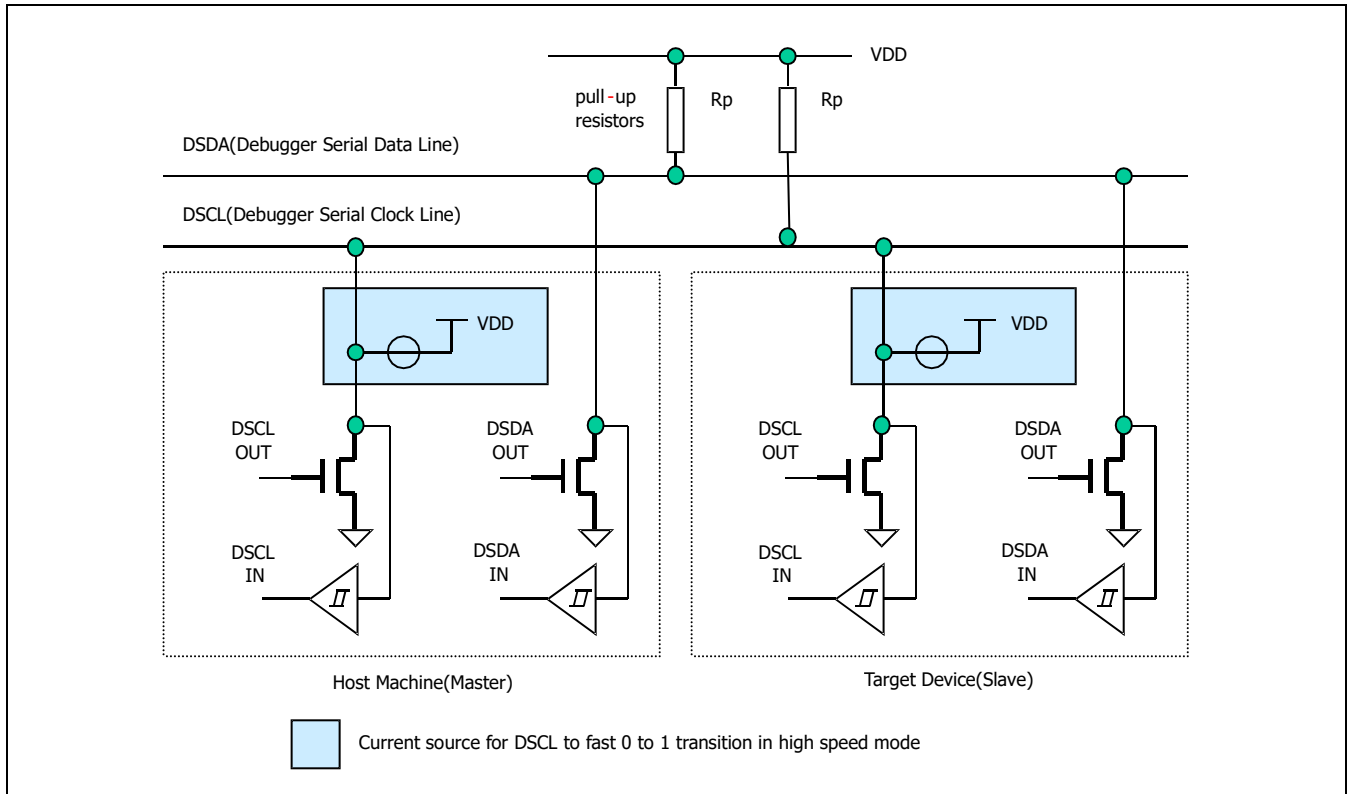 VDD
pull-up
resistors
Rp
Rp
DSDA(Debugger Serial Data Line)
DSCL(Debugger Serial Clock Line)
VDD
VDD
DSCL
OUT
DSDA
OUT
DSCL
OUT
DSDA
OUT
DSCL
IN
DSDA
IN
DSCL
IN
DSDA
IN
Host Machine(Master)
Target Device(Slave)
Current source for DSCL to fast 0 to 1 transition in high speed mode